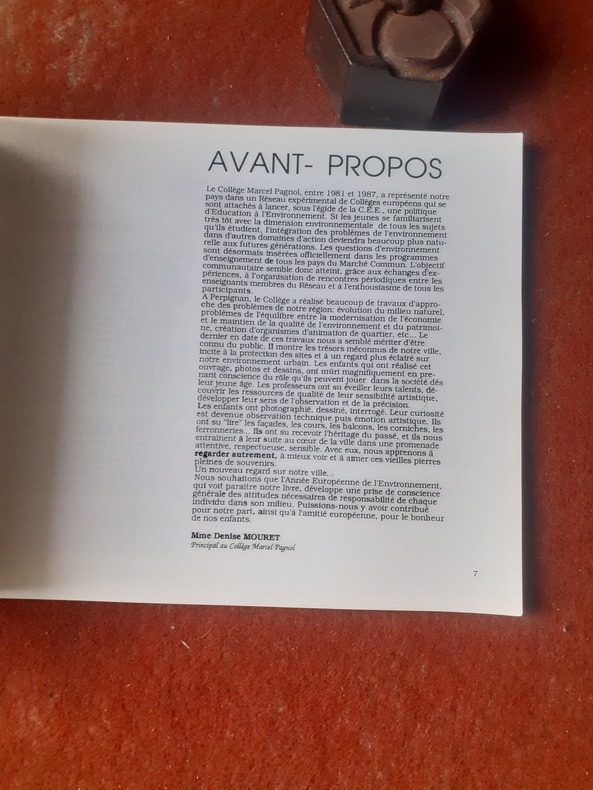 AVANT- PROPOS
Le Collège Marcel Pagnol, entre 1981 et 1987, a représenté notre
pays dans un Réseau expérimental de Collèges européens qui se
sont attachés à lancer, sous l'égide de la C.E.E., une politique
d'Education à l'Environnement. Si les jeunes se familiarisent
très tôt avec la dimension environnementale de tous les sujets
qu'ils étudient, l'intégration des problèmes de l'environnement
dans d'autres domaines d'action deviendra beaucoup plus natu-
relle aux futures générations. Les questions d'environnement
sont désormais insérées officiellement dans les programmes
d'enseignement de tous les pays du Marché Commun. L'objectif
communautaire semble donc atteint, grâce aux échanges d'ex-
périences, à l'organisation de rencontres périodiques entre les
enseignants membres du Réseau et à l'enthousiasme de tous les
participants.
A Perpignan, le Collège a réalisé beaucoup de travaux d'appro-
che des problèmes de notre région: évolution du milieu naturel,
problèmes de l'équilibre entre la modernisation de l'économie
et le maintien de la qualité de l'environnement et du patrimoi-
ne, création d'organismes d'animation de quartier, etc... Le
dernier en date de ces travaux nous a semblé mériter d'être
connu du public. Il montre les trésors méconnus de notre ville,
incite à la protection des sites et à un regard plus éclairé sur
notre environnement urbain. Les enfants qui ont réalisé cet
ouvrage, photos et dessins, ont mûri magnifiquement en pre-
nant conscience du rôle qu'ils peuvent jouer dans la société dès
leur jeune âge. Les professeurs ont su éveiller leurs talents, dé-
couvrir les ressources de qualité de leur sensibilité artistique,
développer leur sens de l'observation et de la précision.
Les enfants ont photographié, dessiné, interrogé. Leur curiosité
est devenue observation technique puis émotion artistique. Ils
ont su "lire" les façades, les cours, les balcons, les corniches, les
ferronneries... Ils ont su recevoir l'héritage du passé, et ils nous
entraînent à leur suite au cœur de la ville dans une promenade
attentive, respectueuse, sensible. Avec eux, nous apprenons à
regarder autrement, à mieux voir et à aimer ces vieilles pierres
pleines de souvenirs.
Un nouveau regard sur notre ville...
Nous souhaitons que l'Année Européenne de l'Environnement,
qui voit paraître notre livre, développe une prise de conscience
générale des attitudes nécessaires de responsabilité de chaque
individu dans son milieu. Puissions-nous y avoir contribué
pour notre part, ainsi qu'à l'amitié européenne, pour le bonheur
de nos enfants.
Mme Denise MOURET
Principal au Collège Marcel Pagnol
7